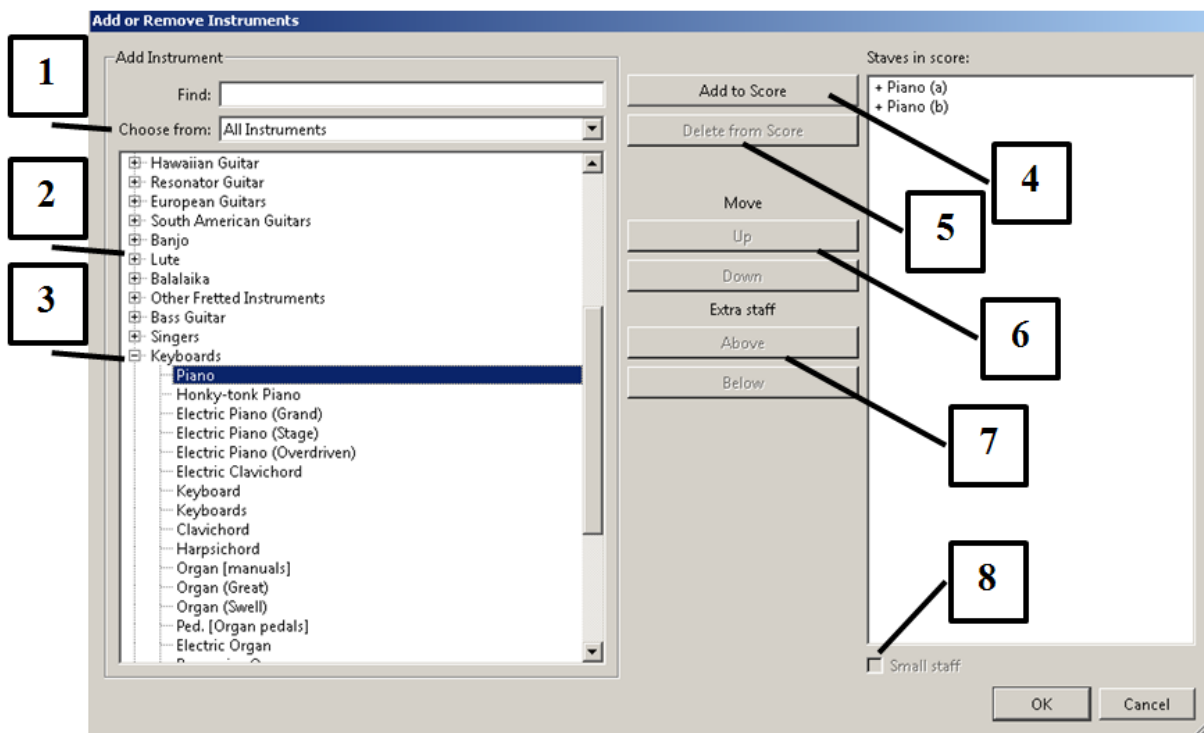 Add or Remove Instruments
1
2
3
Add Instrument
Find:
Choose from: All Instruments
Hawaiian Guitar
Resonator Guitar
European Guitars
South American Guitars
Banjo
Lute
Balalaika
Other Fretted Instruments
Bass Guitar
Singers
Keyboards
Piano
Honky-tonk Piano
Electric Piano (Grand)
Electric Piano (Stage)
Electric Piano (Overdriven)
Electric Clavichord
Keyboard
Keyboards
Clavichord
Harpsichord
Organ [manuals]
Organ (Great)
Organ (Swell)
Ped. [Organ pedals]
Electric Organ
Add to Score
Delete from Score
Move
Up
Down
Extra staff
Above
Below
Staves in score:
+ Piano (a)
+ Piano (b)
4
5
6
7
8
Small staff
OK Cancel